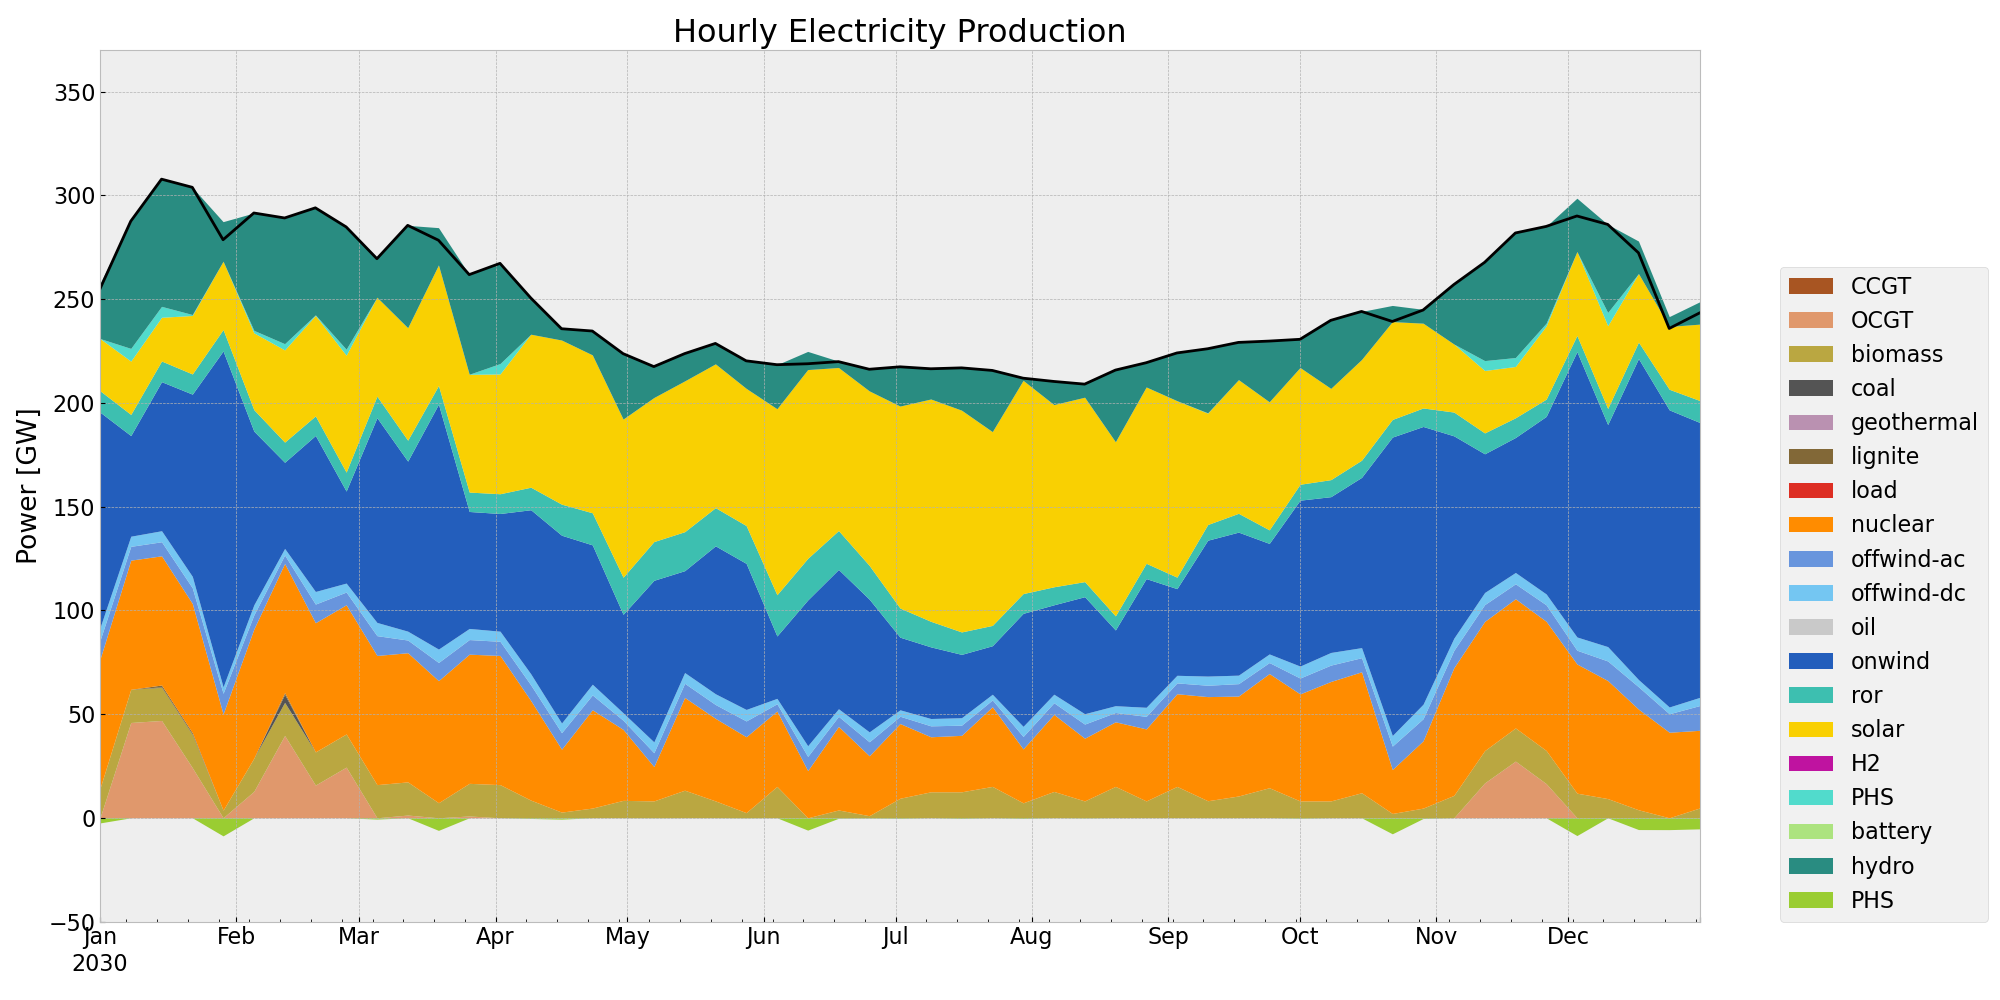 Hourly Electricity Production
Power [GW]
350
300
250
200
150
100
50
0
−50
Jan Feb Mar Apr May Jun Jul Aug Sep Oct Nov Dec
2030
CCGT
OCGT
biomass
coal
geothermal
lignite
load
nuclear
offwind-ac
offwind-dc
oil
onwind
ror
solar
H2
PHS
battery
hydro
PHS